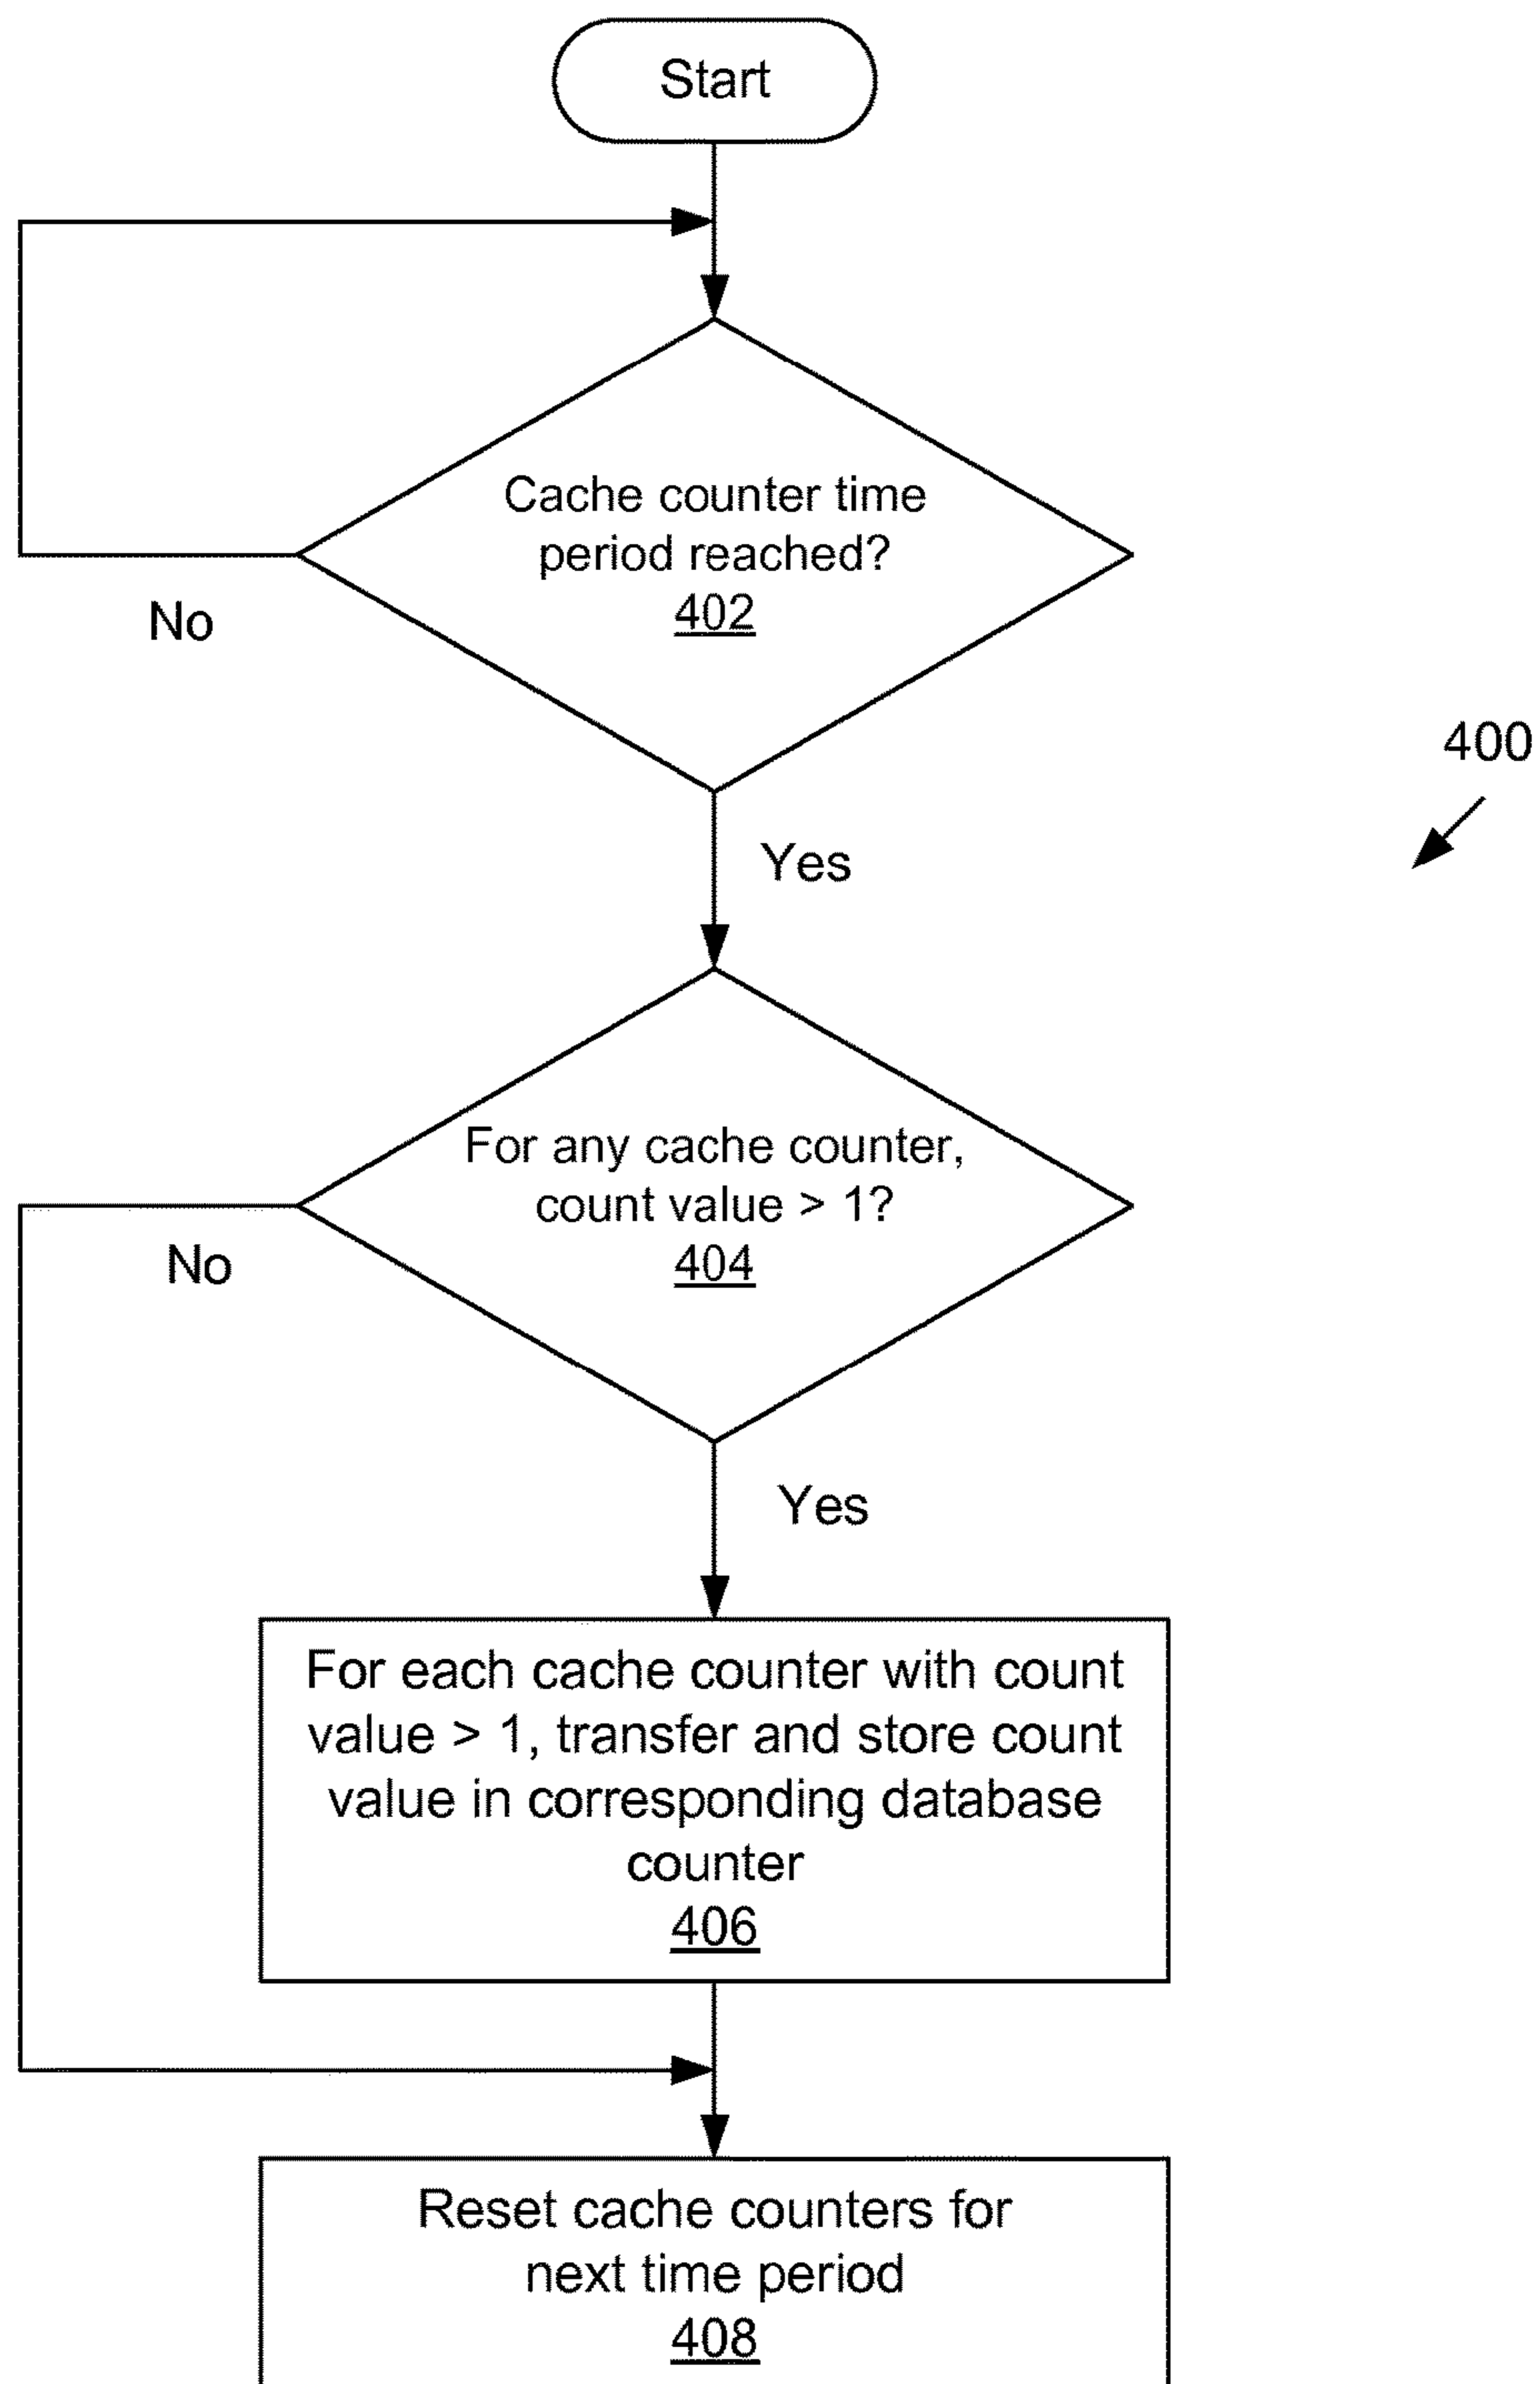 Start
Cache counter time
period reached?
402
No
400
Yes
For any cache counter,
count value > 1?
404
No
Yes
For each cache counter with count
value > 1, transfer and store count
value in corresponding database
counter
406
Reset cache counters for
next time period
408